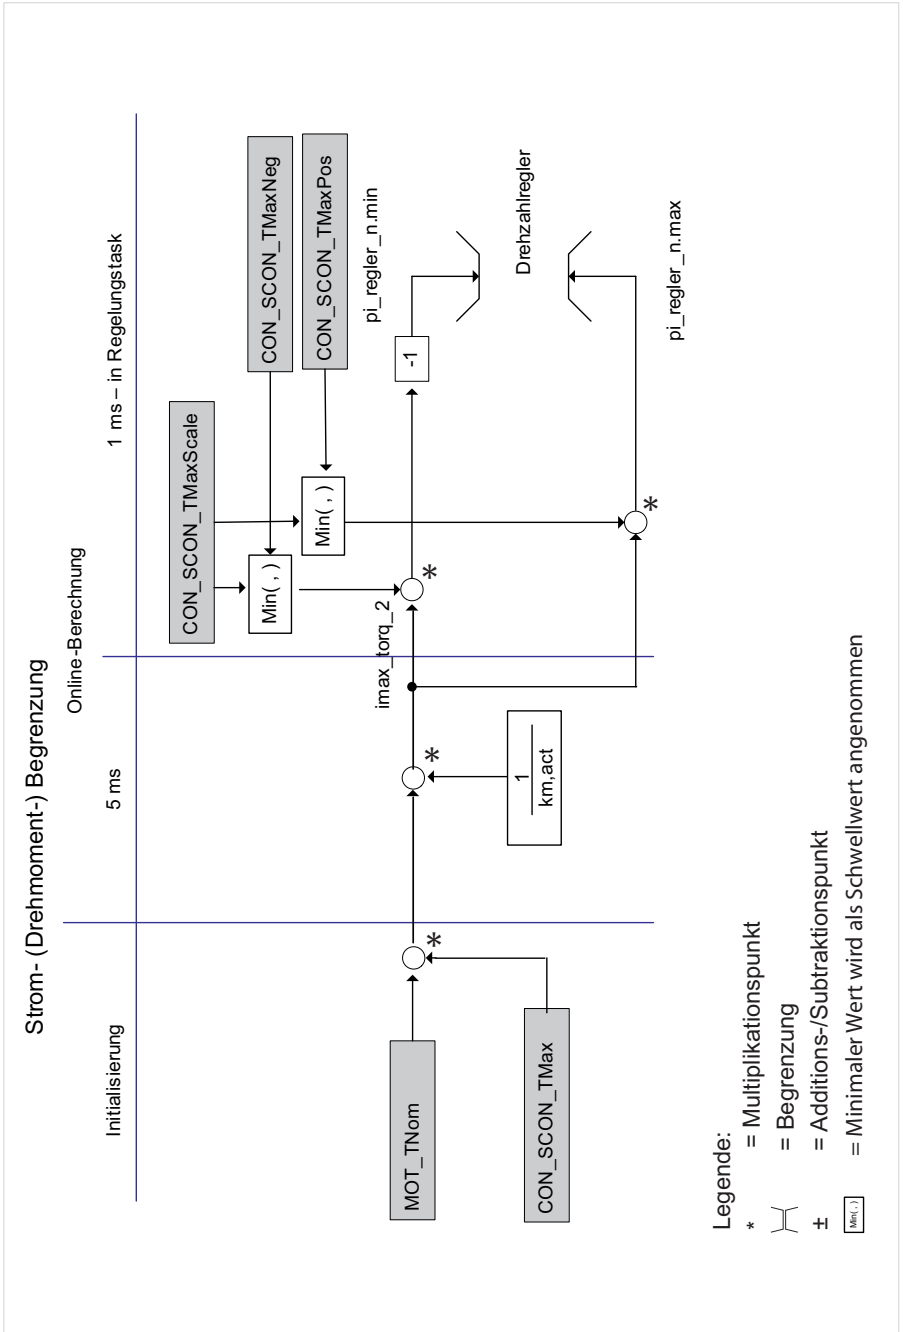 Strom- (Drehmoment-) Begrenzung
Initialisierung
5 ms
Online-Berechnung
1 ms – in Regelungstask
CON_SCON_TMaxScale
CON_SCON_TMaxNeg
CON_SCON_TMaxPos
Min( , )
Min( , )
pi_regler_n.min
MOT_TNom
*
*
imax_torq_2
*
-1
Drehzahlregler
CON_SCON_TMax
1
km,act
*
pi_regler_n.max
Legende:
* = Multiplikationspunkt
= Begrenzung
± = Additions-/Subtraktionspunkt
Min( , ) = Minimaler Wert wird als Schwellwert angenommen